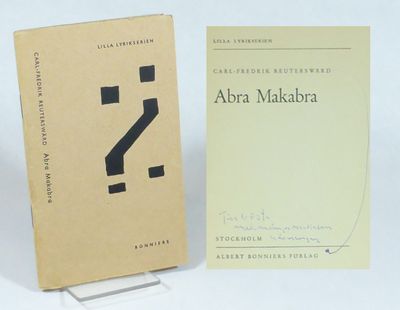 LILLA LYRIKSERIEN
CARL-FREDRIK REUTERSWÄRD Abra Makabra
BONNIERS
LILLA LYRIKSERIEN
CARL-FREDRIK REUTERSWÄRD
Abra Makabra
STOCKHOLM
ALBERT BONNIERS FÖRLAG